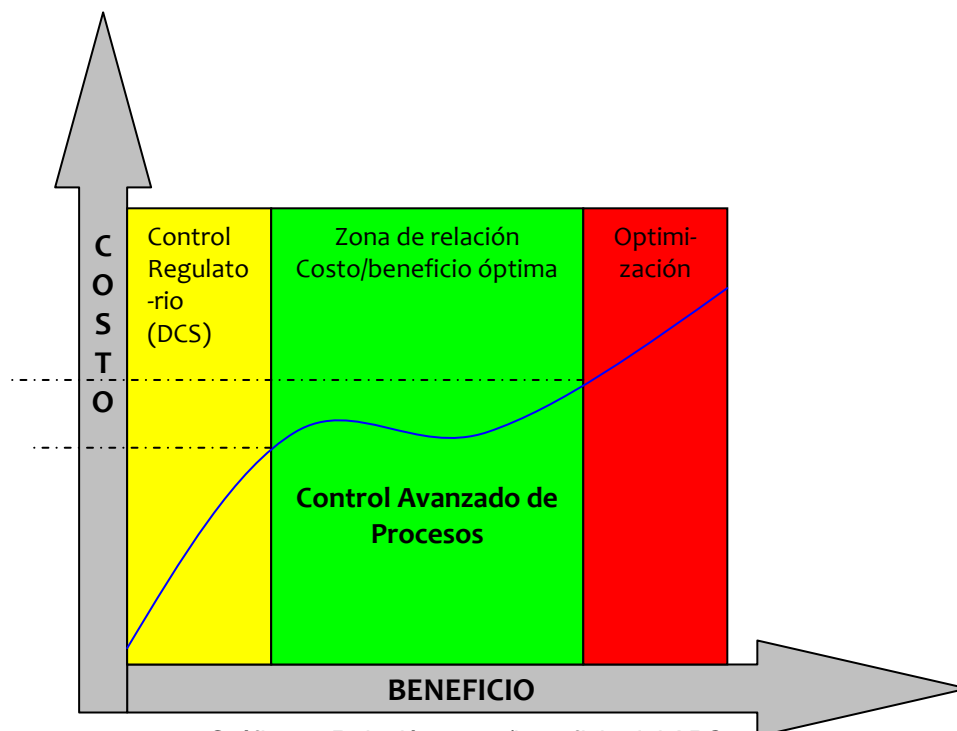 C
O
S
T
O
Control
Regulato
-rio
(DCS)
Zona de relación
Costo/beneficio óptima
Optimi-
zación
Control Avanzado de
Procesos
BENEFICIO